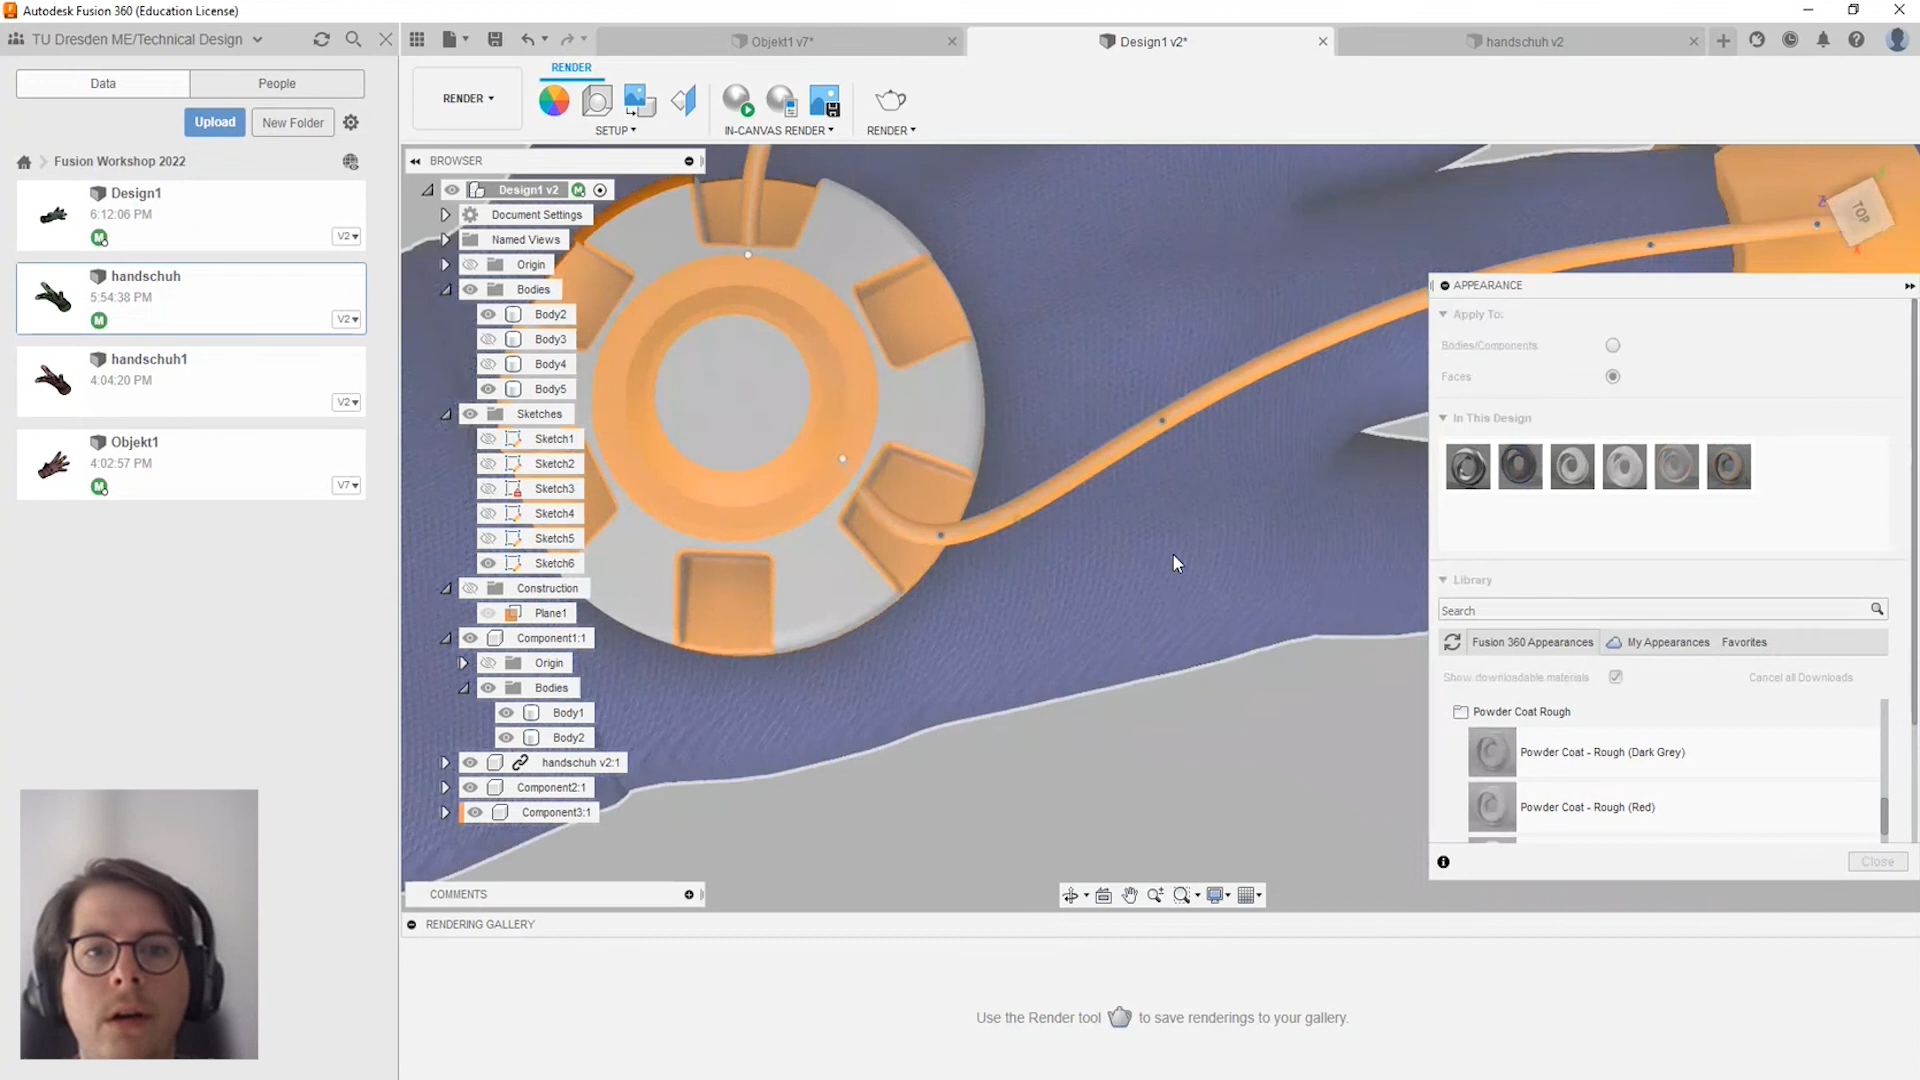 Autodesk Fusion 360 (Education License)
TU Dresden ME/Technical Design
Objekt1 v7*
Design1 v2*
handschuh v2
Data
People
Upload
New Folder
Fusion Workshop 2022
Design1
6:12:06 PM
V2
handschuh
5:54:38 PM
V2
handschuh1
4:04:20 PM
V2
Objekt1
4:02:57 PM
V7
RENDER
RENDER
SETUP
IN-CANVAS RENDER
RENDER
BROWSER
Design1 v2
Document Settings
Named Views
Origin
Bodies
Body2
Body3
Body4
Body5
Sketches
Sketch1
Sketch2
Sketch3
Sketch4
Sketch5
Sketch6
Construction
Plane1
Component1:1
Origin
Bodies
Body1
Body2
handschuh v2:1
Component2:1
Component3:1
COMMENTS
TOP
APPEARANCE
Apply To:
Bodies/Components
Faces
In This Design
Library
Search
Fusion 360 Appearances
My Appearances
Favorites
Show downloadable materials
Cancel all Downloads
Powder Coat Rough
Powder Coat - Rough (Dark Grey)
Powder Coat - Rough (Red)
Close
RENDERING GALLERY
Use the Render tool to save renderings to your gallery.